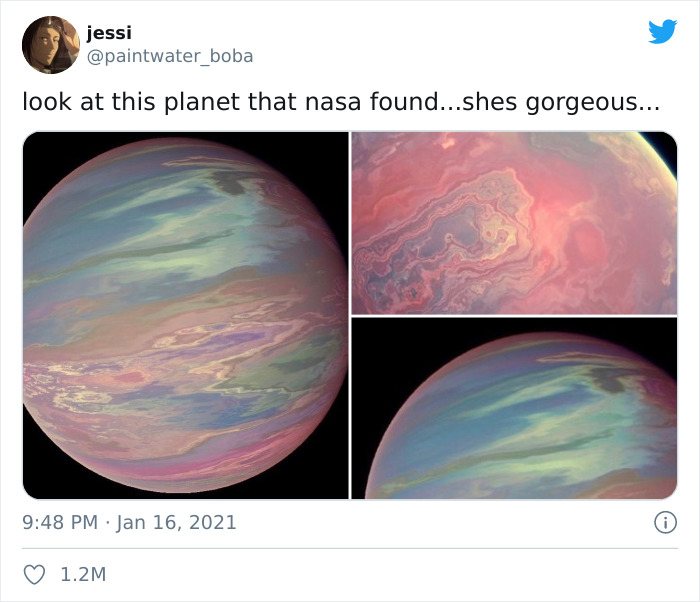 jessi
@paintwater_boba
look at this planet that nasa found...shes gorgeous...
9:48 PM · Jan 16, 2021
1.2M